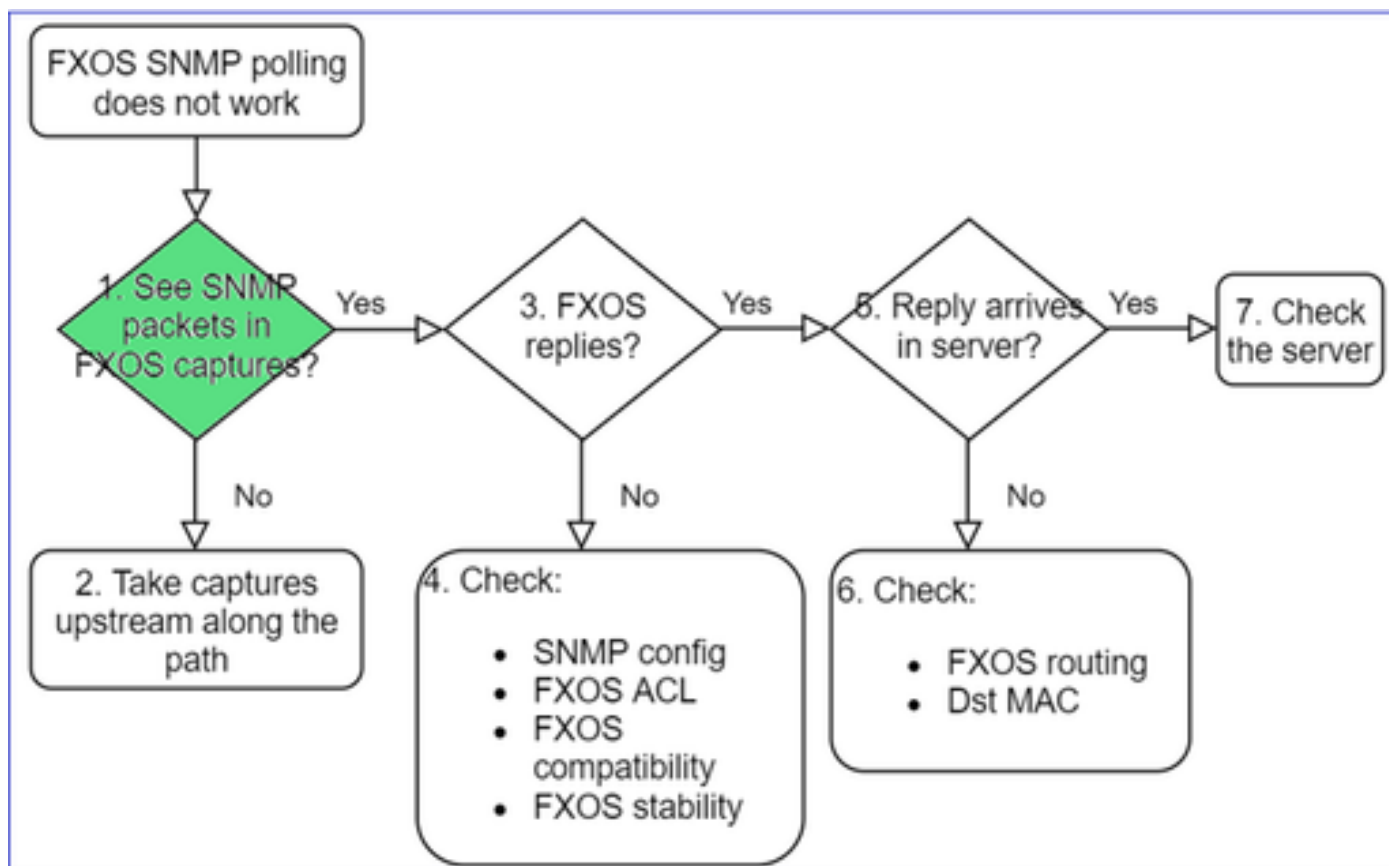 FXOS SNMP polling
does not work
1. See SNMP
packets in
FXOS captures?
Yes
3. FXOS
replies?
Yes
5. Reply arrives
in server?
Yes
7. Check
the server
No
No
No
2. Take captures
upstream along the
path
4. Check:
• SNMP config
• FXOS ACL
• FXOS
compatibility
• FXOS stability
6. Check:
• FXOS routing
• Dst MAC